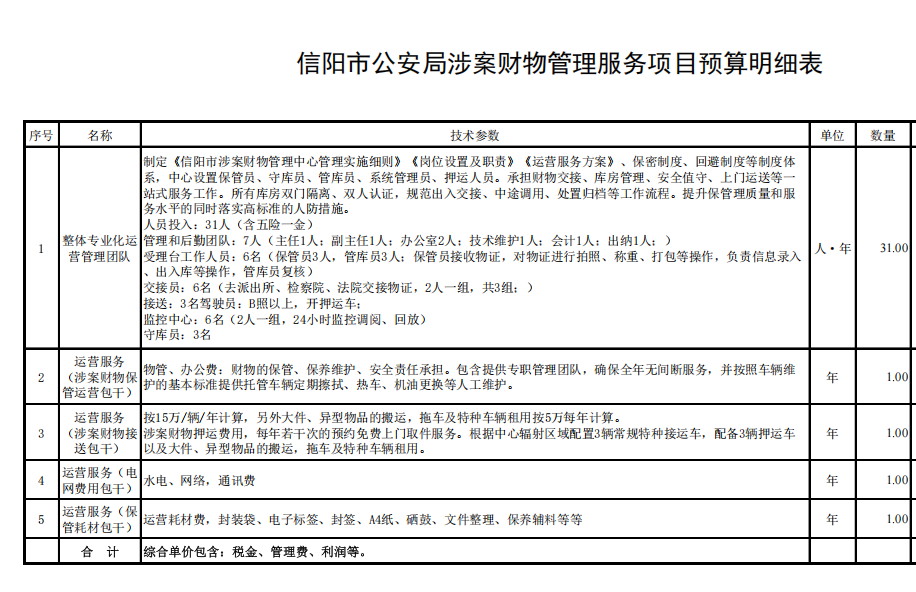 信阳市公安局涉案财物管理服务项目预算明细表
序号 名称 技术参数 单位 数量
1 整体专业化运营管理团队 人·年 31.00
制定《信阳市涉案财物管理中心管理实施细则》《岗位设置及职责》《运营服务方案》、保密制度、回避制度等制度体
系，中心设置保管员、守库员、管库员、系统管理员、押运人员。承担财物交接、库房管理、安全值守、上门运送等一
站式服务工作。所有库房双门隔离、双人认证，规范出入交接、中途调用、处置归档等工作流程。提升保管理质量和服
务水平的同时落实高标准的人防措施。
人员投入：31人（含五险一金）
管理和后勤团队：7人（主任1人；副主任1人；办公室2人；技术维护1人；会计1人；出纳1人；）
受理台工作人员：6名（保管员3人，管库员3人；保管员接收物证，对物证进行拍照、称重、打包等操作，负责信息录入
、出入库等操作，管库员复核）
交接员：6名（去派出所、检察院、法院交接物证，2人一组，共3组；）
接送：3名驾驶员：B照以上，开押运车；
监控中心：6名（2人一组，24小时监控调阅、回放）
守库员：3名
2 运营服务（涉案财物保管运营包干） 年 1.00
物管、办公费：财物的保管、保养维护、安全责任承担。包含提供专职管理团队，确保全年无间断服务，并按照车辆维
护的基本标准提供托管车辆定期擦拭、热车、机油更换等人工维护。
3 运营服务（涉案财物接送包干） 年 1.00
按15万/辆/年计算，另外大件、异型物品的搬运，拖车及特种车辆租用按5万每年计算。
涉案财物押运费用，每年若干次的预约免费上门取件服务。根据中心辐射区域配置3辆常规特种接运车，配备3辆押运车
以及大件、异型物品的搬运，拖车及特种车辆租用。
4 运营服务（电网费用包干） 水电、网络，通讯费 年 1.00
5 运营服务（保管耗材包干） 运营耗材费，封装袋、电子标签、封签、A4纸、硒鼓、文件整理、保养辅料等等 年 1.00
合 计 综合单价包含：税金、管理费、利润等。